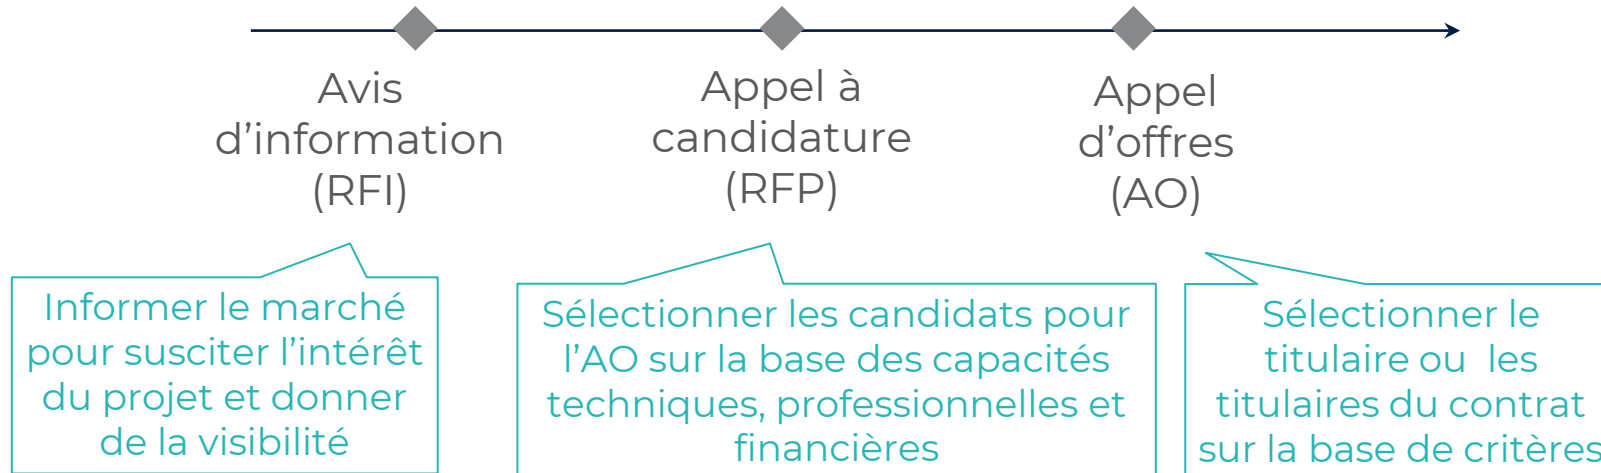 Avis
d’information
(RFI)
Appel à
candidature
(RFP)
Appel
d’offres
(AO)
Informer le marché
pour susciter l’intérêt
du projet et donner
de la visibilité
Sélectionner les candidats pour
l’AO sur la base des capacités
techniques, professionnelles et
financières
Sélectionner le
titulaire ou  les
titulaires du contrat
sur la base de critères